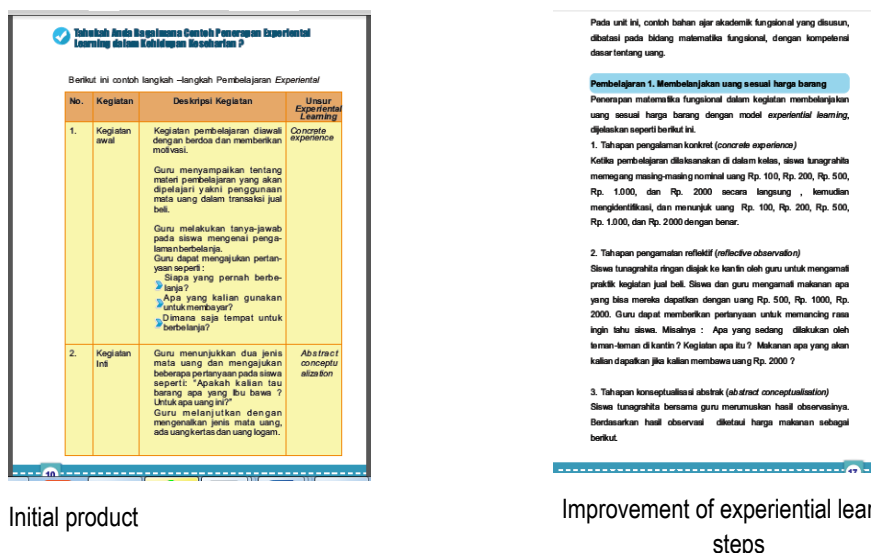 Tahukah Anda Bagaimana Contoh Penerapan Experiental
Learning dalam Kehidupan Keseharian ?
Berikut ini contoh langkah –langkah Pembelajaran Experiental
No. Kegiatan Deskripsi Kegiatan Unsur
Experiental
Learning
1. Kegiatan
awal
Kegiatan pembelajaran diawali
dengan berdoa dan memberikan
motivasi.
Guru menyampaikan tentang
materi pembelajaran yang akan
dipelajari yakni penggunaan
mata uang dalam transaksi jual
beli.
Guru melakukan tanya-jawab
pada siswa mengenai penga-
laman berbelanja.
Guru dapat mengajukan pertan-
yaan seperti :
Siapa yang pernah berbe-
lanja?
Apa yang kalian gunakan
untuk membayar?
Dimana saja tempat untuk
berbelanja?
Concrete
experience
2. Kegiatan
Inti
Guru menunjukkan dua jenis
mata uang dan mengajukan
beberapa pertanyaan pada siswa
seperti: “Apakah kalian tau
barang apa yang Ibu bawa ?
Untuk apa uang ini?”
Guru melanjutkan dengan
mengenalkan jenis mata uang,
ada uang kertas dan uang logam.
Abstract
conceptu
alization
10
Initial product
Pada unit ini, contoh bahan ajar akademik fungsional yang disusun,
dibatasi pada bidang matematika fungsional, dengan kompetensi
dasar tentang uang.
Pembelajaran 1. Membelanjakan uang sesuai harga barang
Penerapan matematika fungsional dalam kegiatan membelanjakan
uang sesuai harga barang dengan model experiential learning,
dijelaskan seperti berikut ini.
1. Tahapan pengalaman konkret (concrete experience)
Ketika pembelajaran dilaksanakan di dalam kelas, siswa tunagrahita
memegang masing-masing nominal uang Rp. 100, Rp. 200, Rp. 500,
Rp. 1.000, dan Rp. 2000 secara langsung , kemudian
mengidentifikasi, dan menunjuk uang Rp. 100, Rp. 200, Rp. 500,
Rp. 1.000, dan Rp. 2000 dengan benar.
2. Tahapan pengamatan reflektif (reflective observation)
Siswa tunagrahita ringan diajak ke kantin oleh guru untuk mengamati
praktik kegiatan jual beli. Siswa dan guru mengamati makanan apa
yang bisa mereka dapatkan dengan uang Rp. 500, Rp. 1000, Rp.
2000. Guru dapat memberikan pertanyaan untuk memancing rasa
ingin tahu siswa. Misalnya : Apa yang sedang dilakukan oleh
teman-teman di kantin ? Kegiatan apa itu ? Makanan apa yang akan
kalian dapatkan jika kalian membawa uang Rp. 2000 ?
3. Tahapan konseptualisasi abstrak (abstract conceptualisation)
Siswa tunagrahita bersama guru merumuskan hasil observasinya.
Berdasarkan hasil observasi diketaui harga makanan sebagai
berikut.
17
Improvement of experiential lear
steps